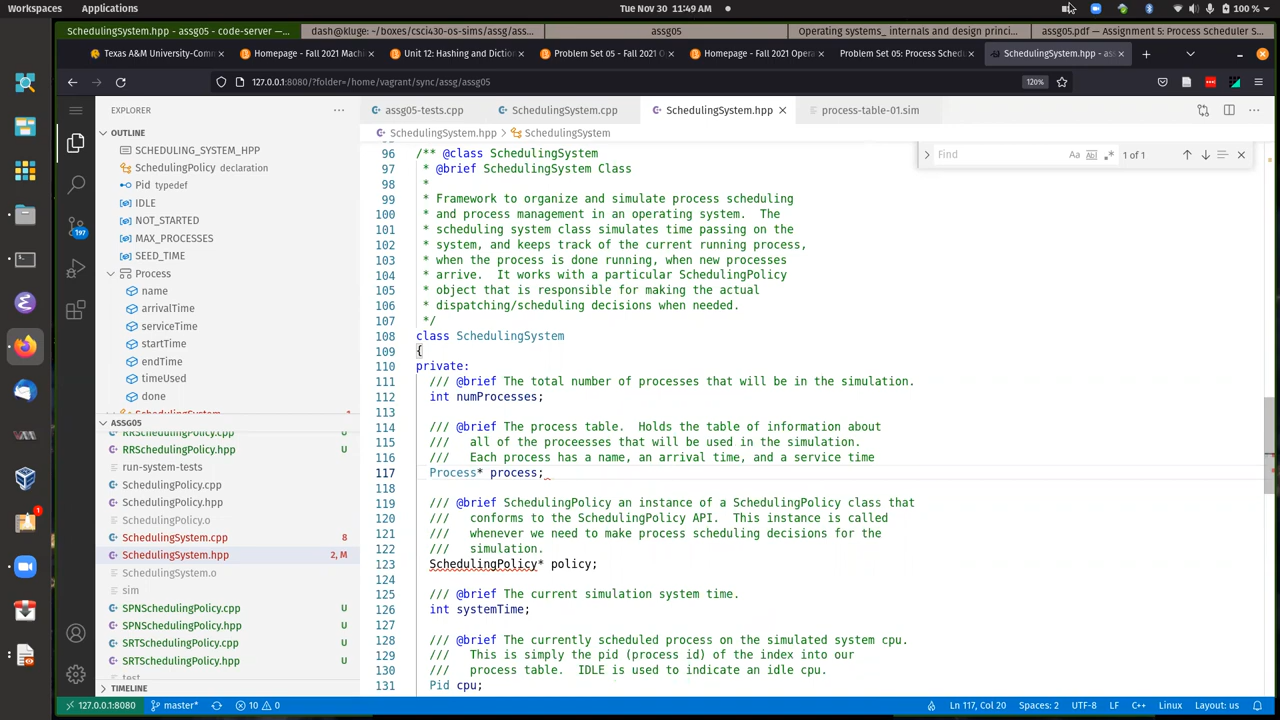 Workspaces
Applications
Tue Nov 30 11:49 AM
100 %
SchedulingSystem.hpp - assg05 - code-server —...
dash@kluge: ~/boxes/csci430-os-sims/assg/assg05
assg05
Operating systems_ internals and design princi...
assg05.pdf — Assignment 5: Process Scheduler S...
Texas A&M University-Comm
Homepage - Fall 2021 Machi
Unit 12: Hashing and Diction
Problem Set 05 - Fall 2021 O
Homepage - Fall 2021 Opera
Problem Set 05: Process Sched
SchedulingSystem.hpp - ass
127.0.0.1:8080/?folder=/home/vagrant/sync/assg/assg05
120%
EXPLORER
OUTLINE
SCHEDULING_SYSTEM_HPP
SchedulingPolicy declaration
Pid typedef
IDLE
NOT_STARTED
MAX_PROCESSES
SEED_TIME
Process
name
arrivalTime
serviceTime
startTime
endTime
timeUsed
done
SchedulingSystem 1
ASSG05
RRSchedulingPolicy.cpp U
RRSchedulingPolicy.hpp U
run-system-tests
SchedulingPolicy.cpp
SchedulingPolicy.hpp
SchedulingPolicy.o
SchedulingSystem.cpp 8
SchedulingSystem.hpp 2, M
SchedulingSystem.o
sim
SPNSchedulingPolicy.cpp U
SPNSchedulingPolicy.hpp U
SRTSchedulingPolicy.cpp U
SRTSchedulingPolicy.hpp U
test
TIMELINE
197
1
assg05-tests.cpp
SchedulingSystem.cpp
SchedulingSystem.hpp
process-table-01.sim
SchedulingSystem.hpp > SchedulingSystem
Find
Aa
1 of 1
96 /** @class SchedulingSystem
97 * @brief SchedulingSystem Class
98 *
99 * Framework to organize and simulate process scheduling
100 * and process management in an operating system. The
101 * scheduling system class simulates time passing on the
102 * system, and keeps track of the current running process,
103 * when the process is done running, when new processes
104 * arrive. It works with a particular SchedulingPolicy
105 * object that is responsible for making the actual
106 * dispatching/scheduling decisions when needed.
107 */
108 class SchedulingSystem
109 {
110 private:
111 /// @brief The total number of processes that will be in the simulation.
112 int numProcesses;
113
114 /// @brief The process table. Holds the table of information about
115 /// all of the proceesses that will be used in the simulation.
116 /// Each process has a name, an arrival time, and a service time
117 Process* process;
118
119 /// @brief SchedulingPolicy an instance of a SchedulingPolicy class that
120 /// conforms to the SchedulingPolicy API. This instance is called
121 /// whenever we need to make process scheduling decisions for the
122 /// simulation.
123 SchedulingPolicy* policy;
124
125 /// @brief The current simulation system time.
126 int systemTime;
127
128 /// @brief The currently scheduled process on the simulated system cpu.
129 /// This is simply the pid (process id) of the index into our
130 /// process table. IDLE is used to indicate an idle cpu.
131 Pid cpu;
127.0.0.1:8080
master*
10
0
Ln 117, Col 20
Spaces: 2
UTF-8
LF
C++
Linux
Layout: us